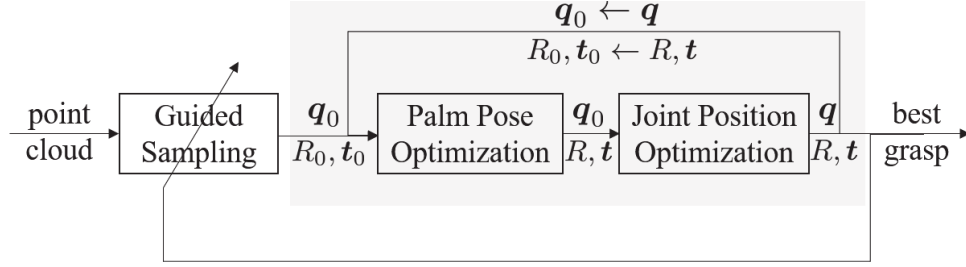 q₀ ← q
R₀, t₀ ← R, t
point
cloud
Guided
Sampling
q₀
R₀, t₀
Palm Pose
Optimization
q₀
R, t
Joint Position
Optimization
q
R, t
best
grasp